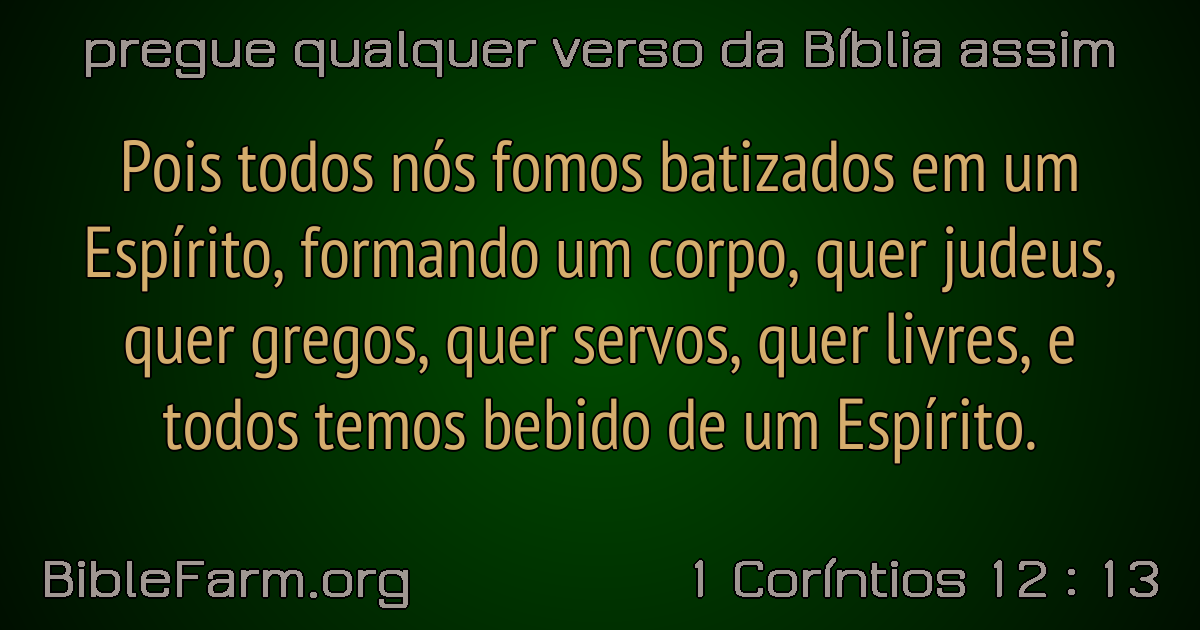 pregue qualquer verso da Bíblia assim
Pois todos nós fomos batizados em um
Espírito, formando um corpo, quer judeus,
quer gregos, quer servos, quer livres, e
todos temos bebido de um Espírito.
BibleFarm.org
1 Coríntios 12 : 13